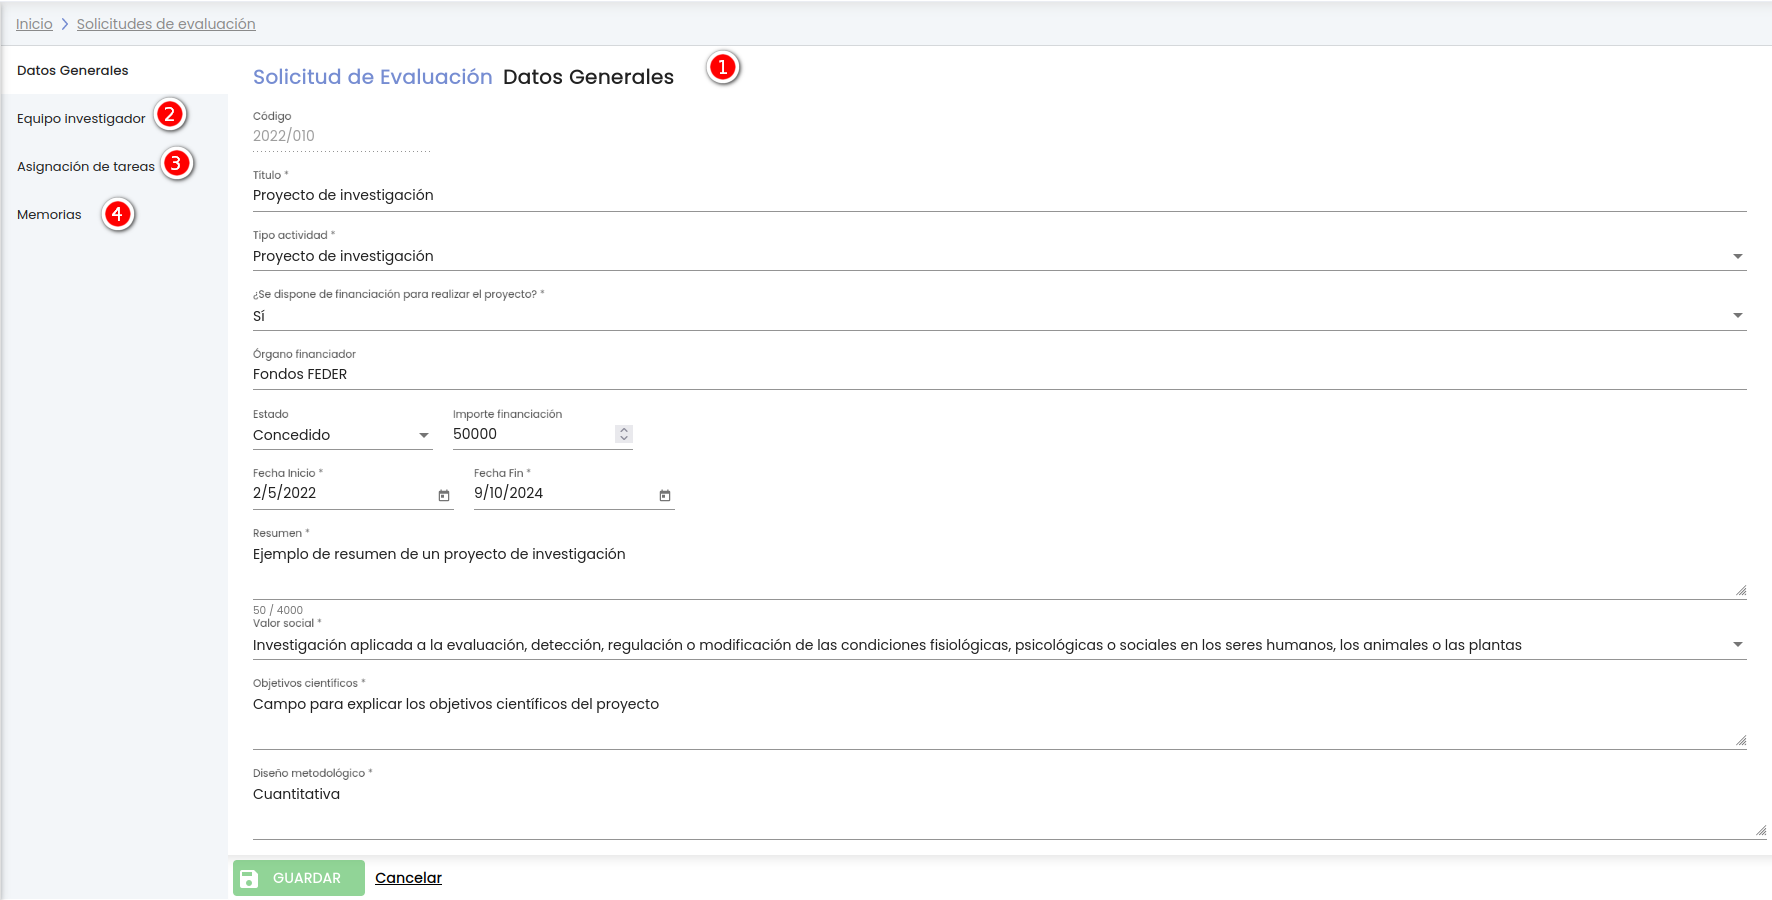 Inicio > Solicitudes de evaluación
Datos Generales
Equipo investigador 2
Asignación de tareas 3
Memorias 4
Solicitud de Evaluación Datos Generales 1
Código
2022/010
Título *
Proyecto de investigación
Tipo actividad *
Proyecto de investigación
¿Se dispone de financiación para realizar el proyecto? *
Sí
Órgano financiador
Fondos FEDER
Estado Importe financiación
Concedido 50000
Fecha Inicio * Fecha Fin *
2/5/2022 9/10/2024
Resumen *
Ejemplo de resumen de un proyecto de investigación
50 / 4000
Valor social *
Investigación aplicada a la evaluación, detección, regulación o modificación de las condiciones fisiológicas, psicológicas o sociales en los seres humanos, los animales o las plantas
Objetivos científicos *
Campo para explicar los objetivos científicos del proyecto
Diseño metodológico *
Cuantitativa
GUARDAR Cancelar